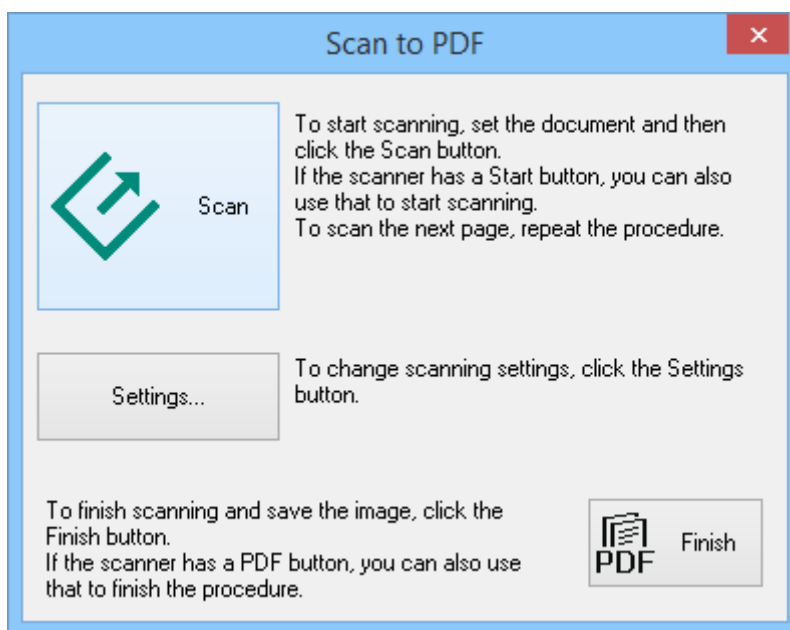 Scan to PDF
Scan
To start scanning, set the document and then
click the Scan button.
If the scanner has a Start button, you can also
use that to start scanning.
To scan the next page, repeat the procedure.
Settings...
To change scanning settings, click the Settings
button.
To finish scanning and save the image, click the
Finish button.
If the scanner has a PDF button, you can also use
that to finish the procedure.
PDF
Finish